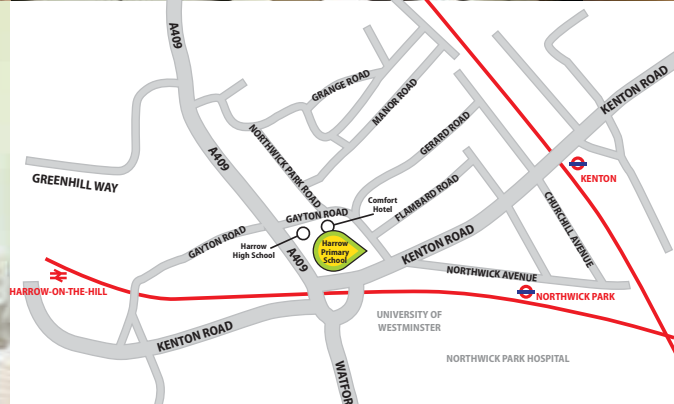 A409
KENTON ROAD
GRANGE ROAD
MANOR ROAD
NORTHWICK PARK ROAD
GERARD ROAD
A409
GREENHILL WAY
KENTON
FLAMBARD ROAD
CHURCHILL AVENUE
Comfort
Hotel
GAYTON ROAD
GAYTON ROAD
Harrow
High School
Harrow
Primary
School
A409
KENTON ROAD
NORTHWICK AVENUE
HARROW-ON-THE-HILL
NORTHWICK PARK
UNIVERSITY OF
WESTMINSTER
KENTON ROAD
NORTHWICK PARK HOSPITAL
WATFOR